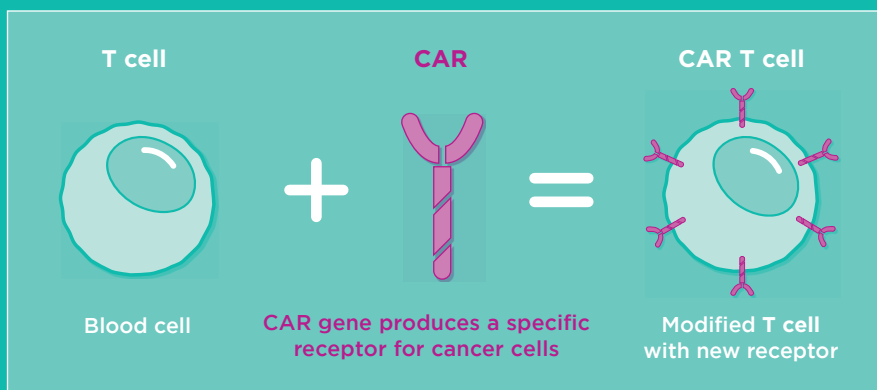 T cell
CAR
CAR T cell
Blood cell
CAR gene produces a specific
receptor for cancer cells
Modified T cell
with new receptor